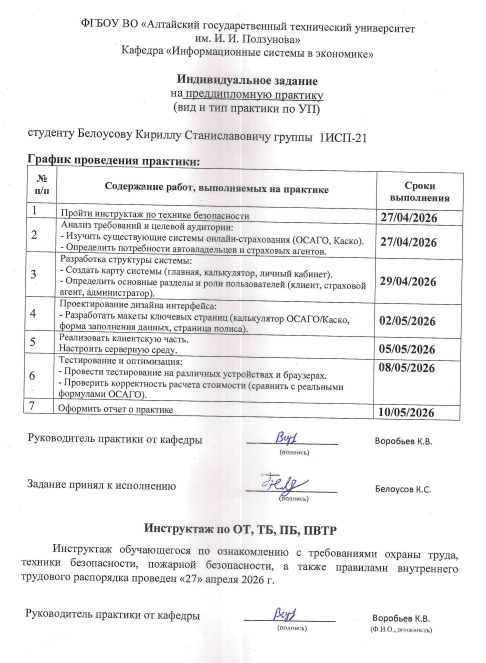 ФГБОУ ВО «Алтайский государственный технический университет
им. И. И. Ползунова»
Кафедра «Информационные системы в экономике»
Индивидуальное задание
на преддипломную практику
(вид и тип практики по УП)
студенту Белоусову Кириллу Станиславовичу группы 1ИСП-21
График проведения практики:
№ п/п Содержание работ, выполняемых на практике Сроки выполнения
1 Пройти инструктаж по технике безопасности 27/04/2026
2 Анализ требований и целевой аудитории:
- Изучить существующие системы онлайн-страхования (ОСАГО, Каско).
- Определить потребности автовладельцев и страховых агентов.
27/04/2026
3 Разработка структуры системы:
- Создать карту системы (главная, калькулятор, личный кабинет).
- Определить основные разделы и роли пользователей (клиент, страховой
агент, администратор).
29/04/2026
4 Проектирование дизайна интерфейса:
- Разработать макеты ключевых страниц (калькулятор ОСАГО/Каско,
форма заполнения данных, страница полиса).
02/05/2026
5 Реализовать клиентскую часть.
Настроить серверную среду.
05/05/2026
6 Тестирование и оптимизация:
- Провести тестирование на различных устройствах и браузерах.
- Проверить корректность расчета стоимости (сравнить с реальными
формулами ОСАГО).
08/05/2026
7 Оформить отчет о практике 10/05/2026
Руководитель практики от кафедры Воробьев К.В.
(подпись)
Задание принял к исполнению Белоусов К.С.
(подпись)
Инструктаж по ОТ, ТБ, ПБ, ПВТР
Инструктаж обучающегося по ознакомлению с требованиями охраны труда,
техники безопасности, пожарной безопасности, а также правилами внутреннего
трудового распорядка проведен «27» апреля 2026 г.
Руководитель практики от кафедры Воробьев К.В.
(подпись) (Ф.И.О., должность)